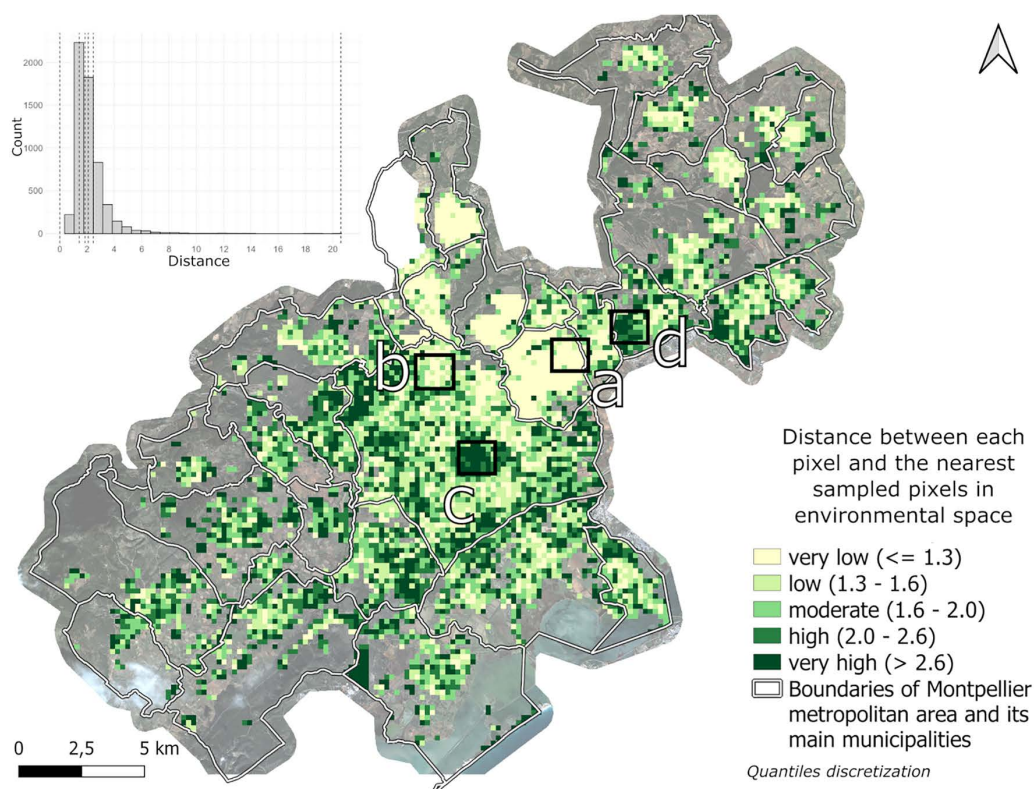 2000
1500
1000
500
0
Count
0 2 4 6 8 10 12 14 16 18 20
Distance
b
a
d
c
Distance between each
pixel and the nearest
sampled pixels in
environmental space
very low (<= 1.3)
low (1.3 - 1.6)
moderate (1.6 - 2.0)
high (2.0 - 2.6)
very high (> 2.6)
Boundaries of Montpellier
metropolitan area and its
main municipalities
Quantiles discretization
0 2,5 5 km